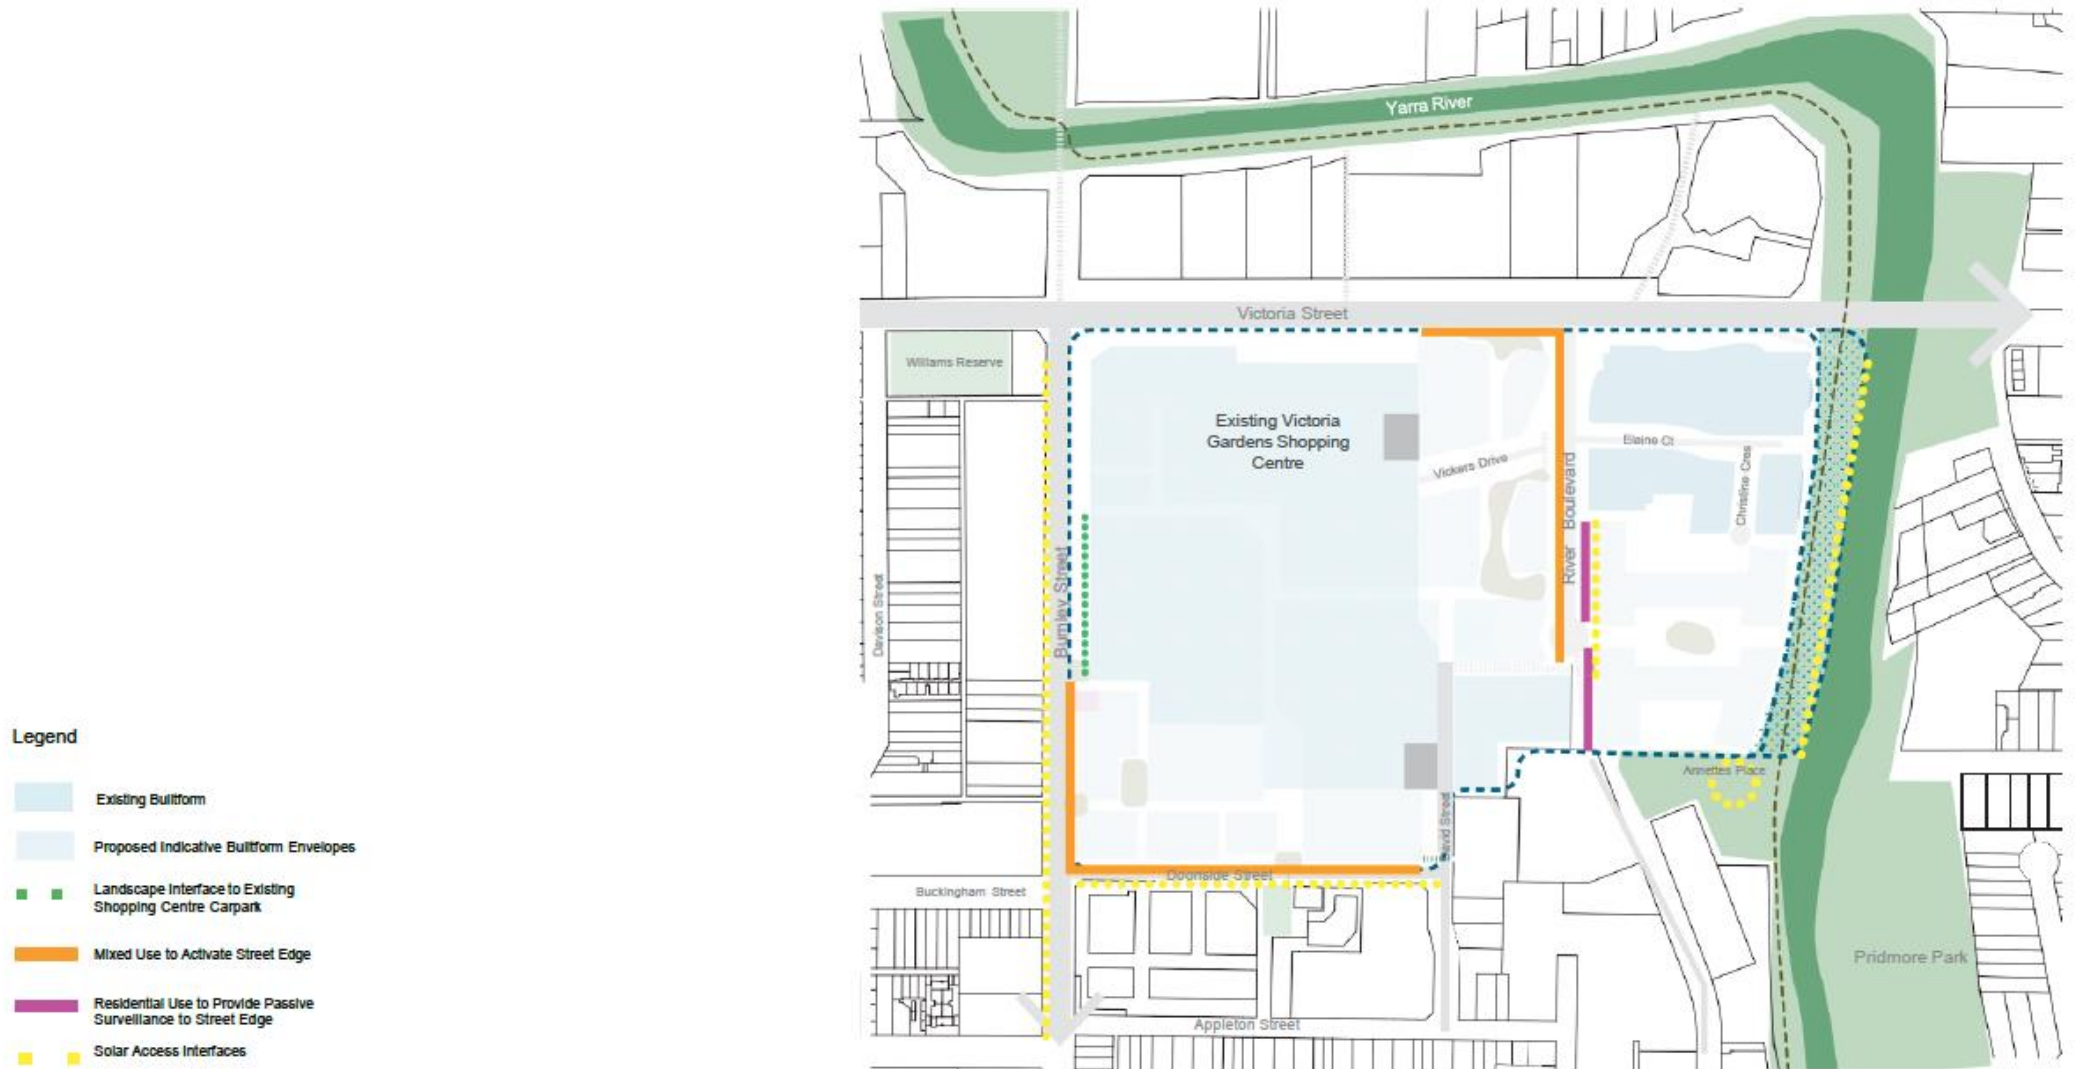 Yarra River
Victoria Street
Williams Reserve
Existing Victoria
Gardens Shopping
Centre
Elaine Ct
Vickers Drive
River Boulevard
Christine Cres
Burnley Street
Davison Street
Legend
Existing Builtform
Proposed Indicative Builtform Envelopes
Landscape Interface to Existing
Shopping Centre Carpark
Mixed Use to Activate Street Edge
Residential Use to Provide Passive
Surveillance to Street Edge
Solar Access Interfaces
Annettes Place
David Street
Doonside Street
Buckingham Street
Pridmore Park
Appleton Street